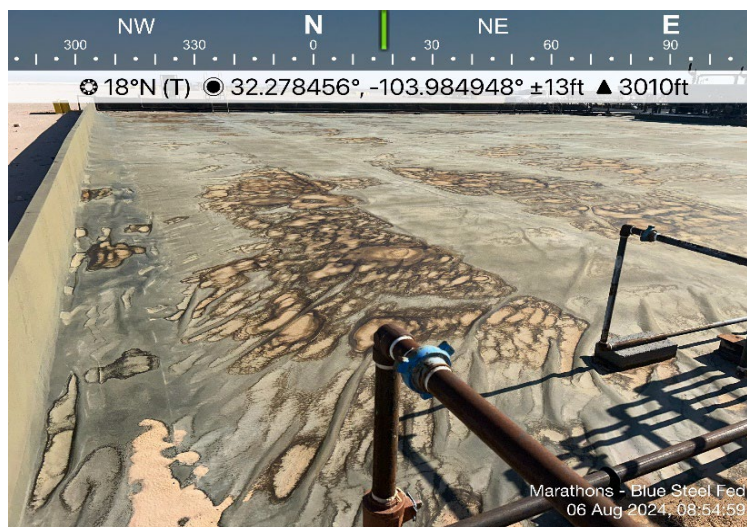 NW N NE E
300 330 0 30 60 90
18°N (T) 32.278456°, -103.984948° ±13ft ▲ 3010ft
Marathons - Blue Steel Fed
06 Aug 2024, 08:54:59